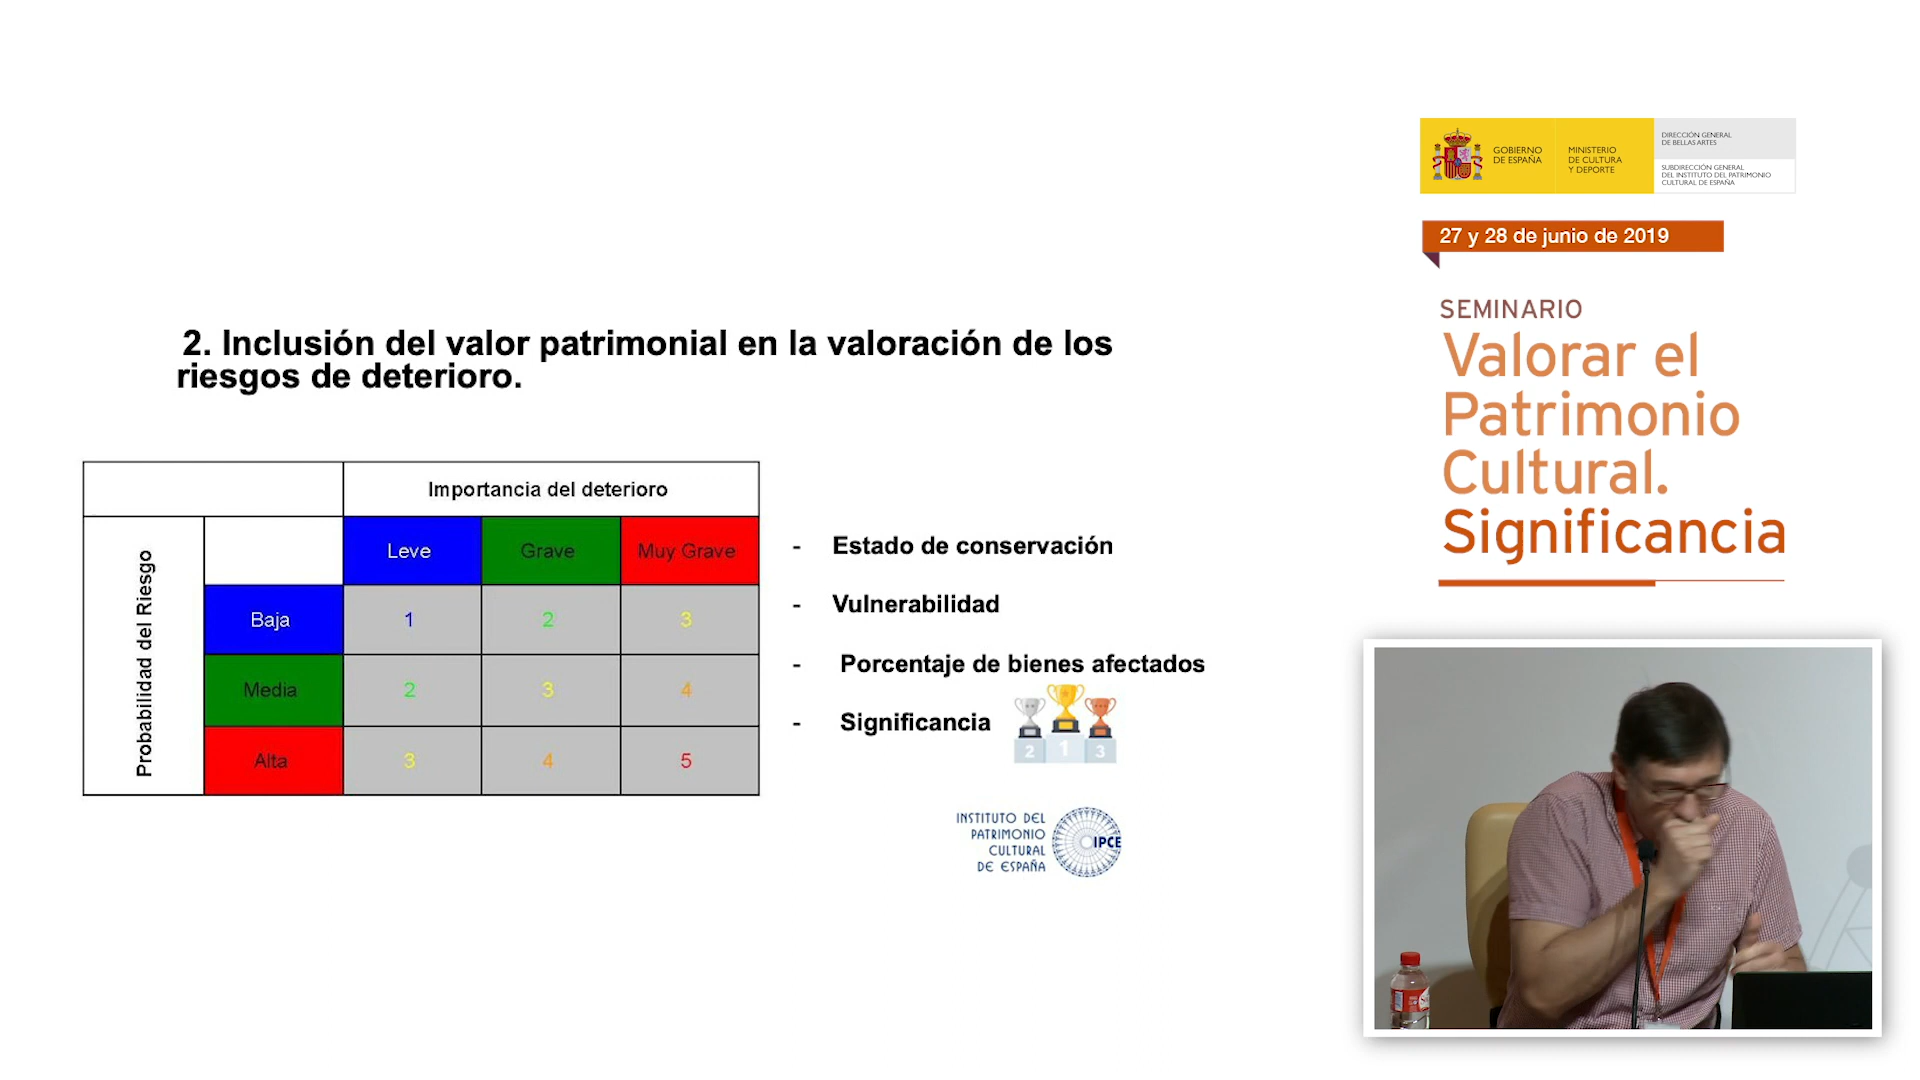 2. Inclusión del valor patrimonial en la valoración de los
riesgos de deterioro.
Importancia del deterioro
Probabilidad del Riesgo
Leve
Grave
Muy Grave
Baja
1
2
3
Media
2
3
4
Alta
3
4
5
- Estado de conservación
- Vulnerabilidad
- Porcentaje de bienes afectados
- Significancia
2
1
3
INSTITUTO DEL
PATRIMONIO
CULTURAL
DE ESPAÑA
IPCE
GOBIERNO
DE ESPAÑA
MINISTERIO
DE CULTURA
Y DEPORTE
DIRECCIÓN GENERAL
DE BELLAS ARTES
SUBDIRECCIÓN GENERAL
DEL INSTITUTO DEL PATRIMONIO
CULTURAL DE ESPAÑA
27 y 28 de junio de 2019
SEMINARIO
Valorar el
Patrimonio
Cultural.
Significancia